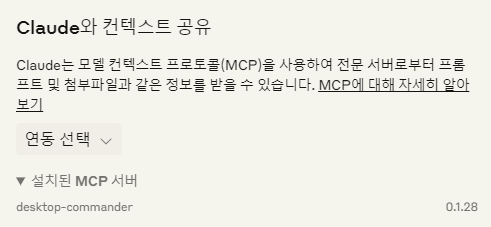 Claude와 컨텍스트 공유
Claude는 모델 컨텍스트 프로토콜(MCP)을 사용하여 전문 서버로부터 프롬
프트 및 첨부파일과 같은 정보를 받을 수 있습니다. MCP에 대해 자세히 알아
보기
연동 선택
▼ 설치된 MCP 서버
desktop-commander 0.1.28